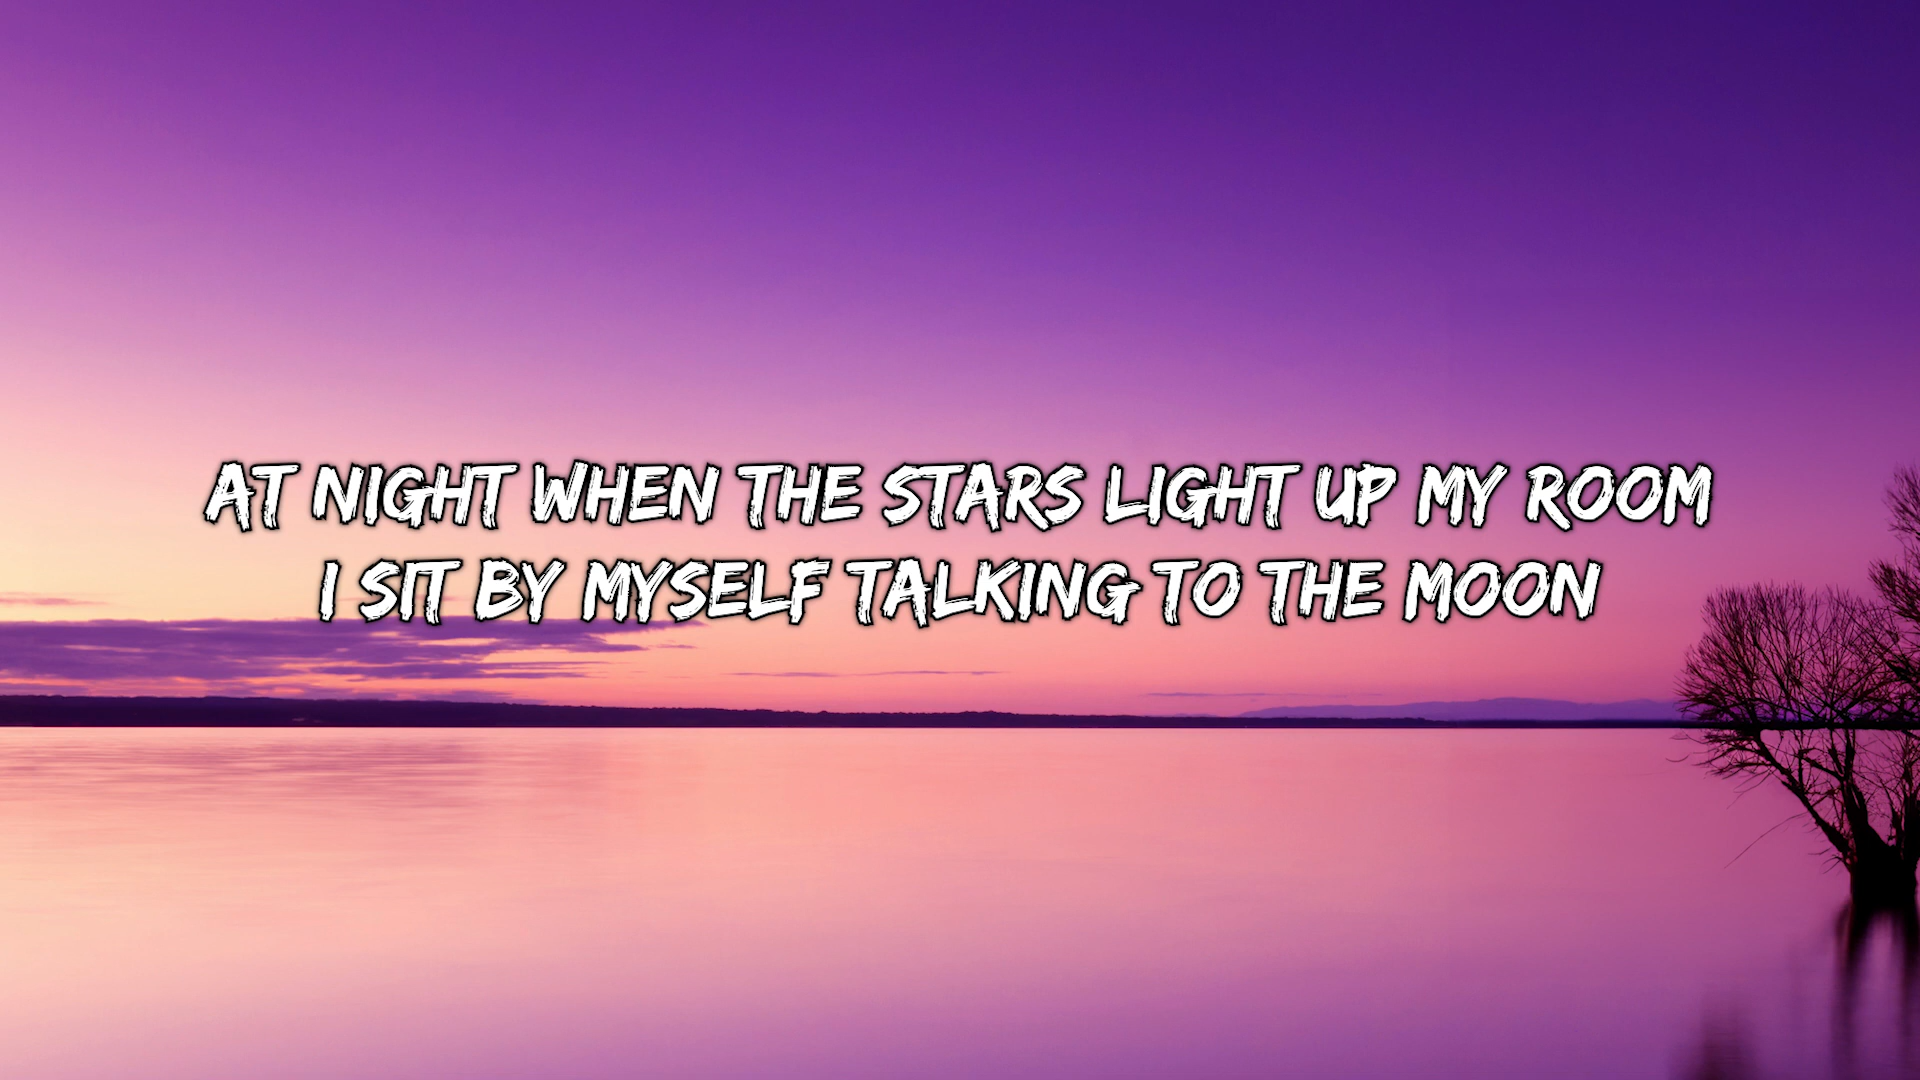 AT NIGHT WHEN THE STARS LIGHT UP MY ROOM
I SIT BY MYSELF TALKING TO THE MOON